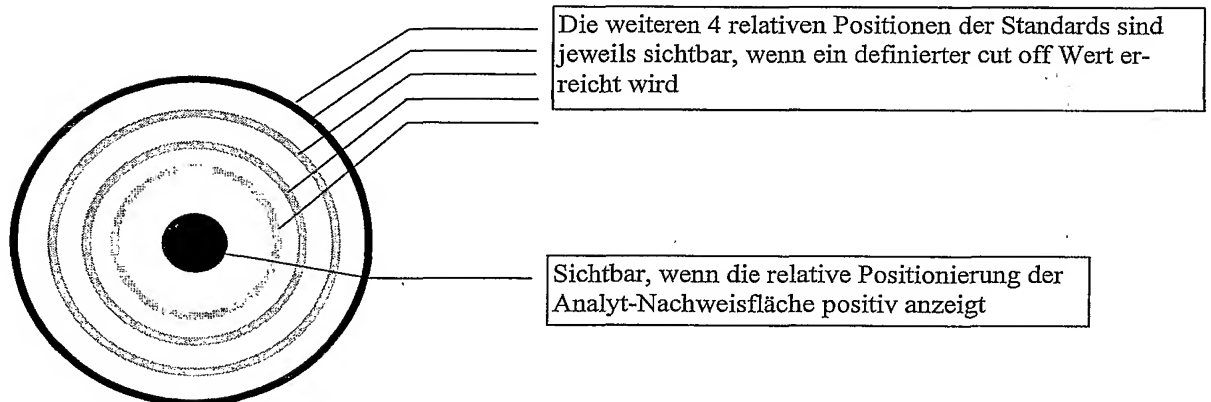 Die weiteren 4 relativen Positionen der Standards sind
jeweils sichtbar, wenn ein definierter cut off Wert er-
reicht wird
Sichtbar, wenn die relative Positionierung der
Analyt-Nachweisfläche positiv anzeigt